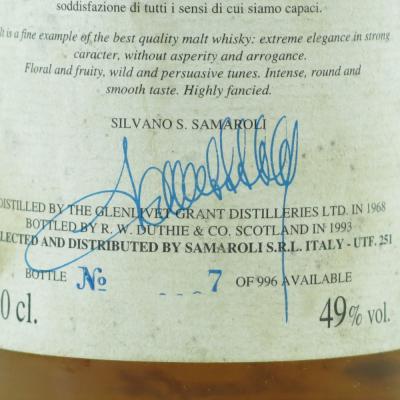 soddisfazione di tutti i sensi di cui siamo capaci.
It is a fine example of the best quality malt whisky: extreme elegance in strong
caracter, without asperity and arrogance.
Floral and fruity, wild and persuasive tunes. Intense, round and
smooth taste. Highly fancied.
SILVANO S. SAMAROLI
DISTILLED BY THE GLENLIVET GRANT DISTILLERIES LTD. IN 1968
BOTTLED BY R. W. DUTHIE & CO. SCOTLAND IN 1993
LECTED AND DISTRIBUTED BY SAMAROLI S.R.L. ITALY - UTF. 251
BOTTLE No ...7 OF 996 AVAILABLE
0 cl. 49% vol.